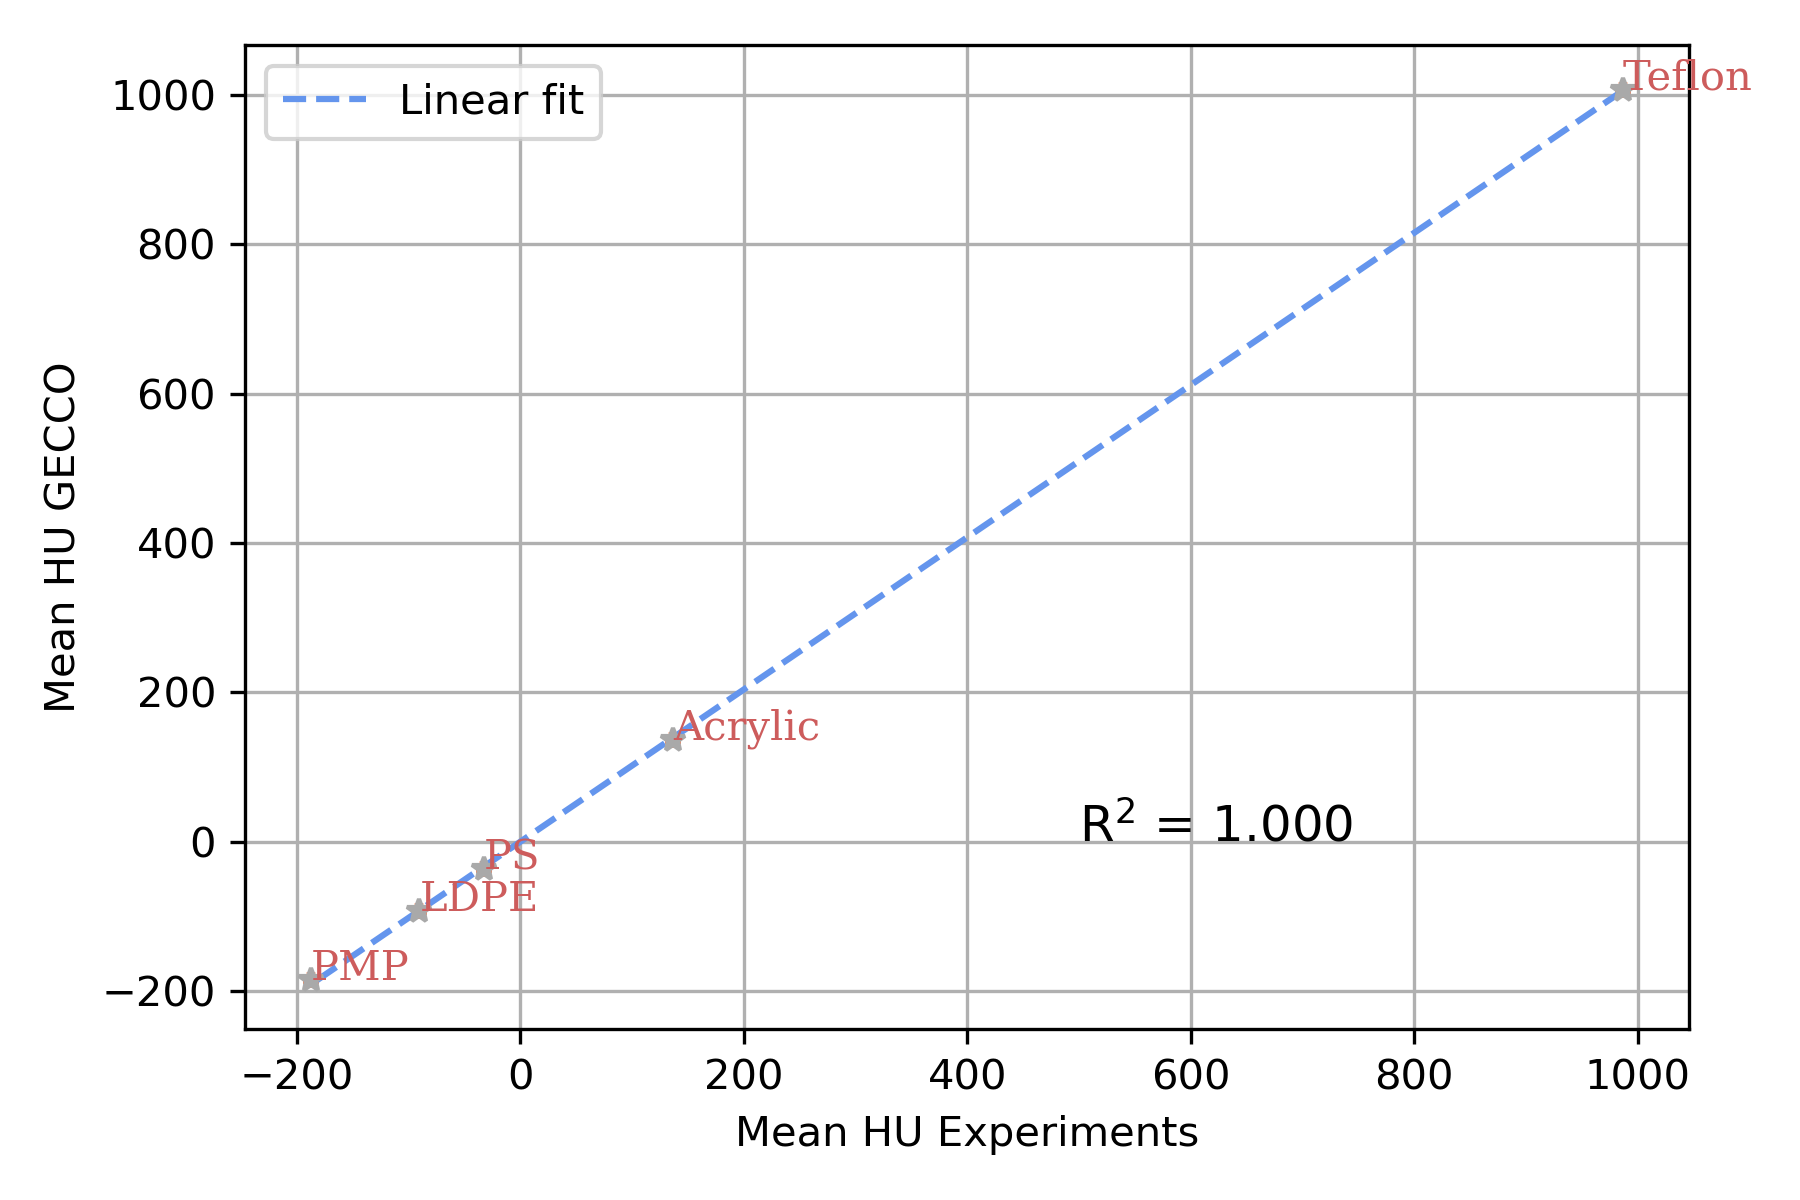 Linear fit
Teflon
Acrylic
PS
LDPE
PMP
R² = 1.000
1000
800
600
400
200
0
−200
Mean HU GECCO
−200 0 200 400 600 800 1000
Mean HU Experiments